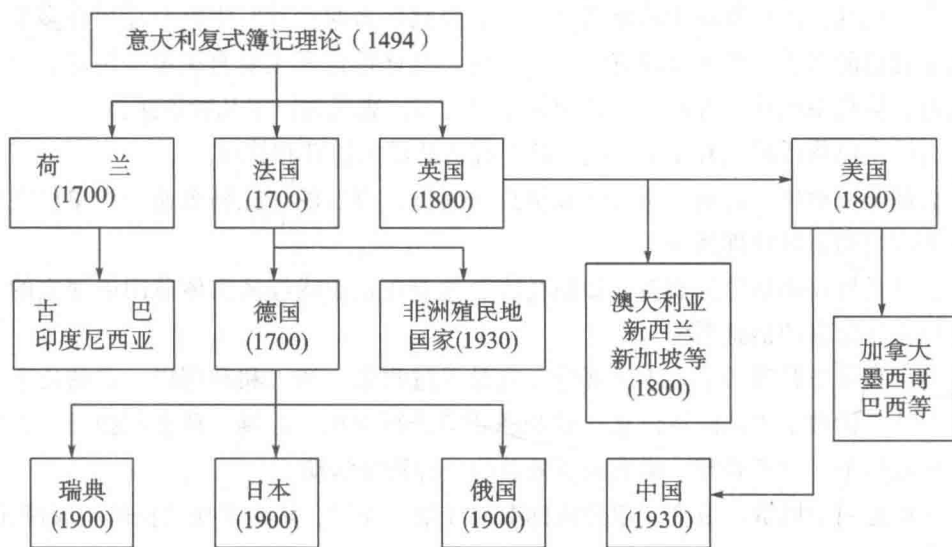 意大利复式簿记理论（1494）
荷 兰
(1700)
法国
(1700)
英国
(1800)
美国
(1800)
古 巴
印度尼西亚
德国
(1700)
非洲殖民地
国家(1930)
澳大利亚
新西兰
新加坡等
(1800)
加拿大
墨西哥
巴西等
瑞典
(1900)
日本
(1900)
俄国
(1900)
中国
(1930)